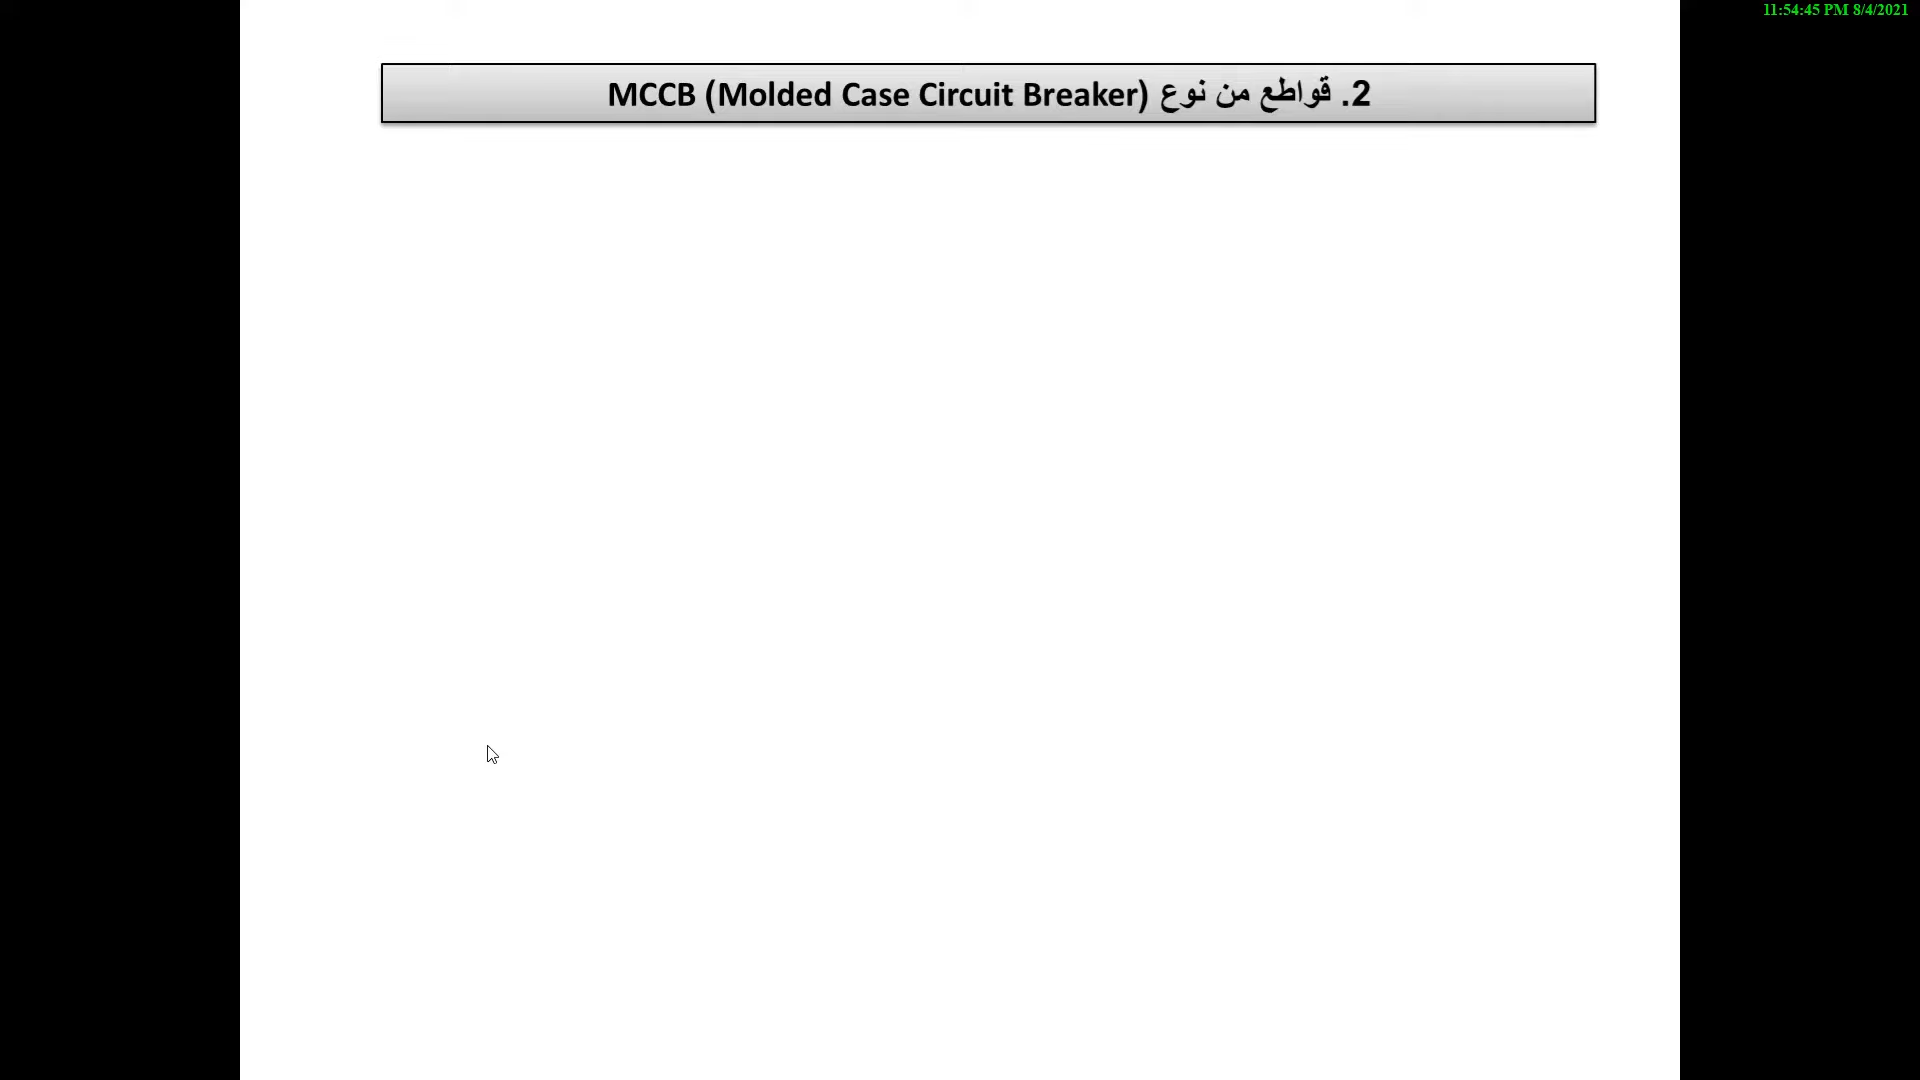 11:54:45 PM 8/4/2021
2. قواطع من نوع MCCB (Molded Case Circuit Breaker)